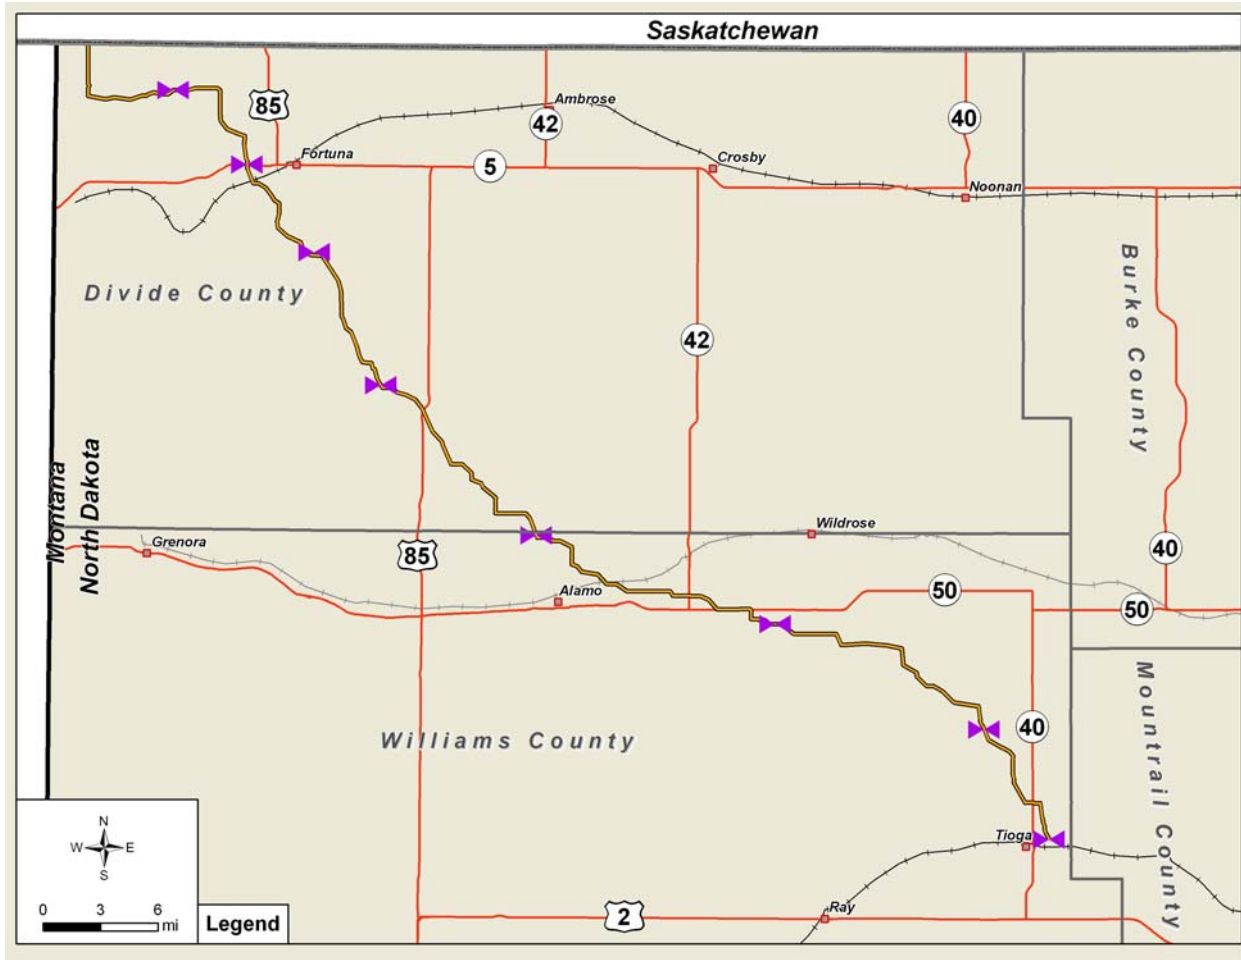 Saskatchewan
85
Ambrose
42
40
Fortuna
5
Crosby
Noonan
Divide County
Burke County
42
Montana
North Dakota
Grenora
85
Wildrose
40
Alamo
50
50
Williams County
40
Mountrail County
N
W E
S
Tioga
0 3 6
mi
Legend
2
Ray